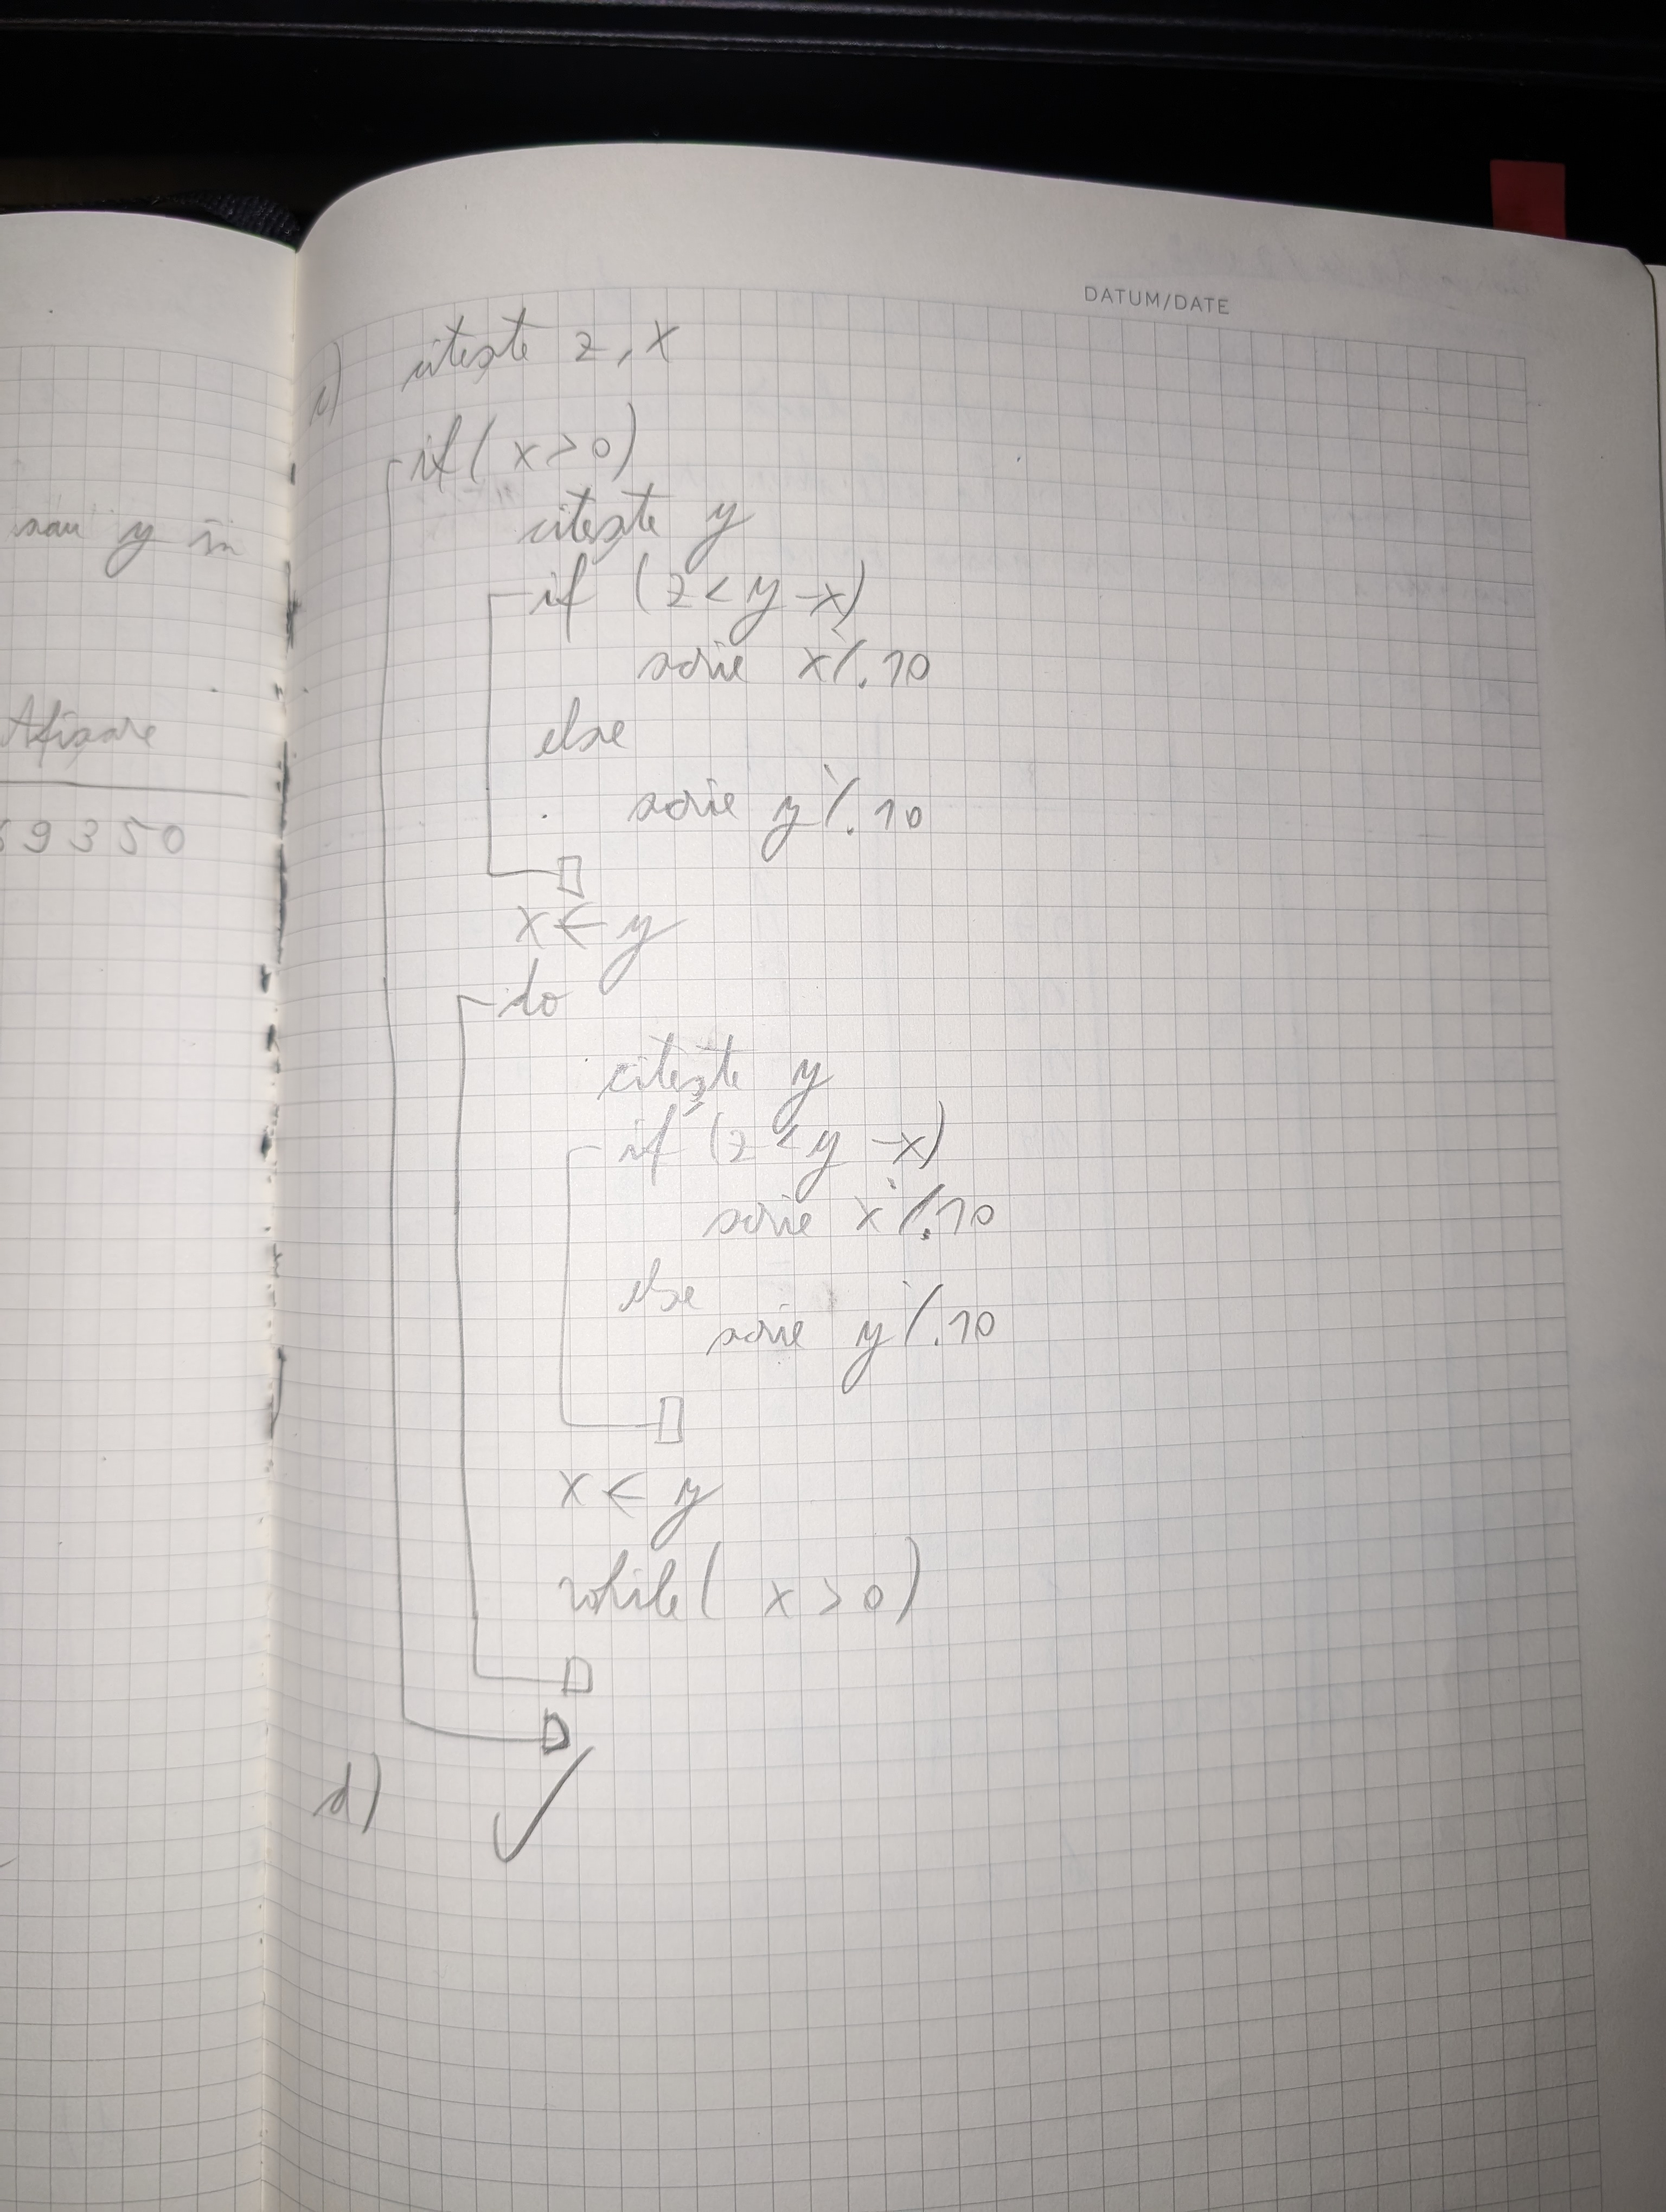 sau y în
Afișare
9350
DATUM/DATE
c) citește z, x
if (x>0)
citește y
if (z < y - x)
scrie x%10
else
scrie y%10
x ← y
do
citește y
if (z < y - x)
scrie x%10
else
scrie y%10
x ← y
while (x > 0)
d)